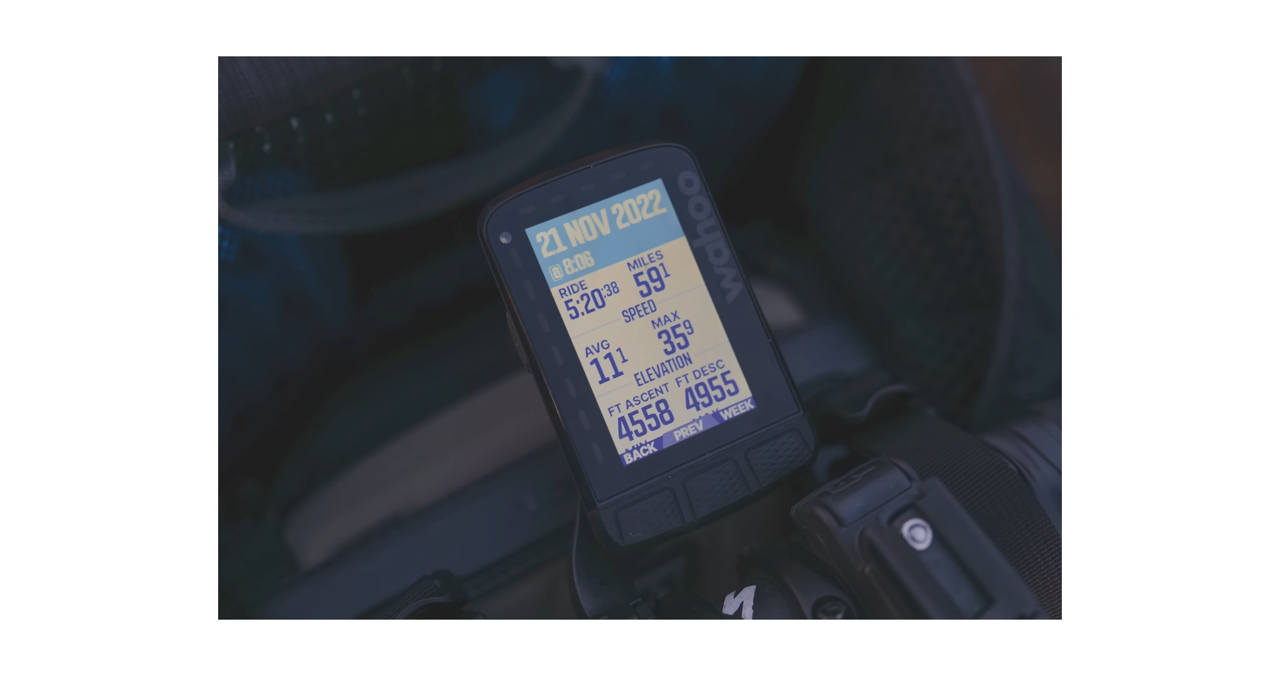 21 NOV 2022
@ 8:06
RIDE MILES
5:20:38 59.1
SPEED
AVG MAX
11.1 35.9
ELEVATION
FT ASCENT FT DESC
4558 4955
BACK PREV WEEK
wahoo